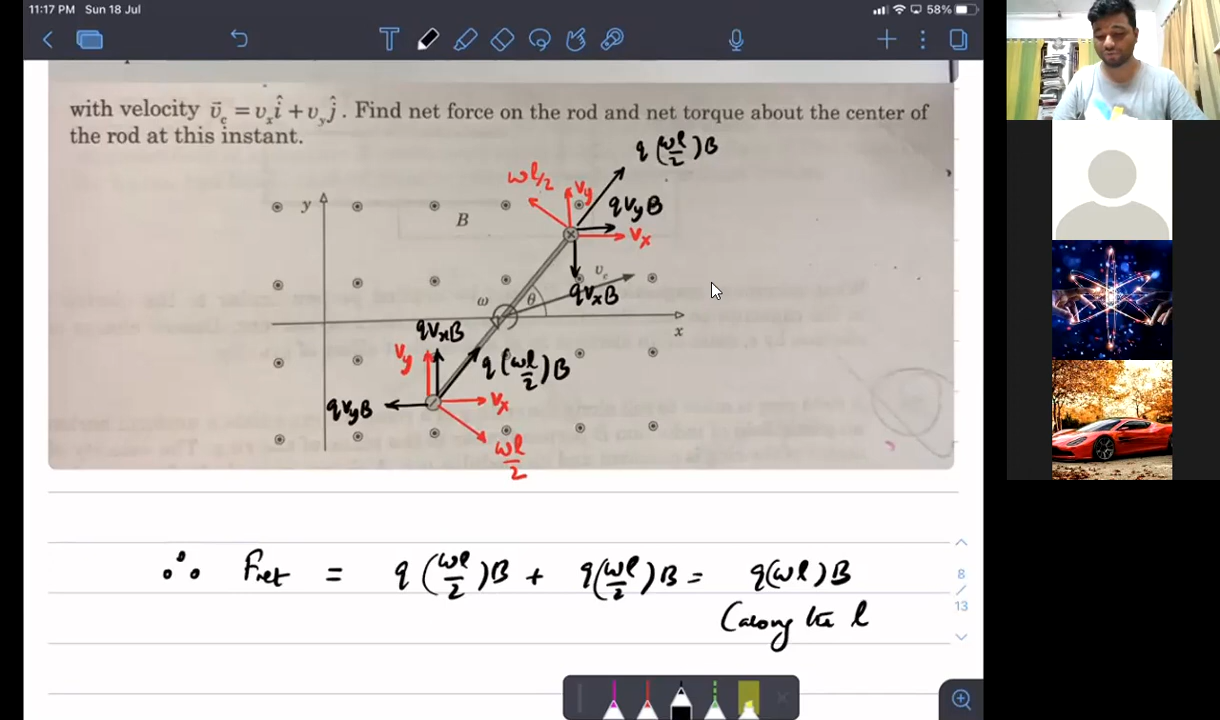 11:17 PM Sun 18 Jul
58%
T
with velocity v⃗c = vxî + vyĵ. Find net force on the rod and net torque about the center of
the rod at this instant.
q(ωl/2)B
ωl/2
vy
qvyB
vx
y
B
vc
qvxB
ω
θ
x
qvxB
vy
q(ωl/2)B
qvyB
vx
ωl/2
∴ Fnet = q(ωl/2)B + q(ωl/2)B = q(ωl)B
(along the l
8
/
13